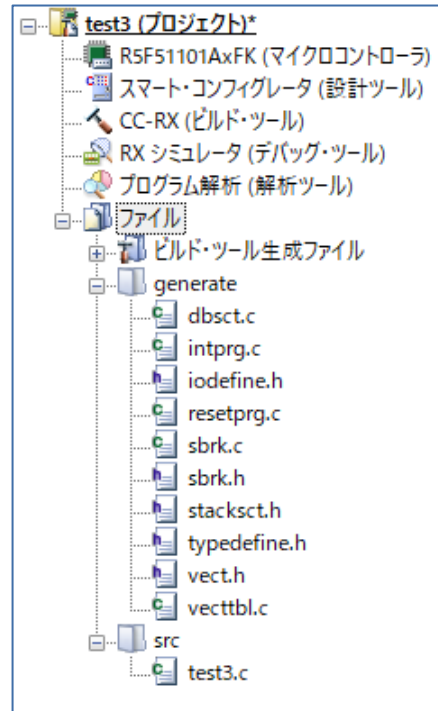 test3 (プロジェクト)*
R5F51101AxFK (マイクロコントローラ)
スマート・コンフィグレータ (設計ツール)
CC-RX (ビルド・ツール)
RX シミュレータ (デバッグ・ツール)
プログラム解析 (解析ツール)
ファイル
ビルド・ツール生成ファイル
generate
dbsct.c
intprg.c
iodefine.h
resetprg.c
sbrk.c
sbrk.h
stacksct.h
typedefine.h
vect.h
vecttbl.c
src
test3.c